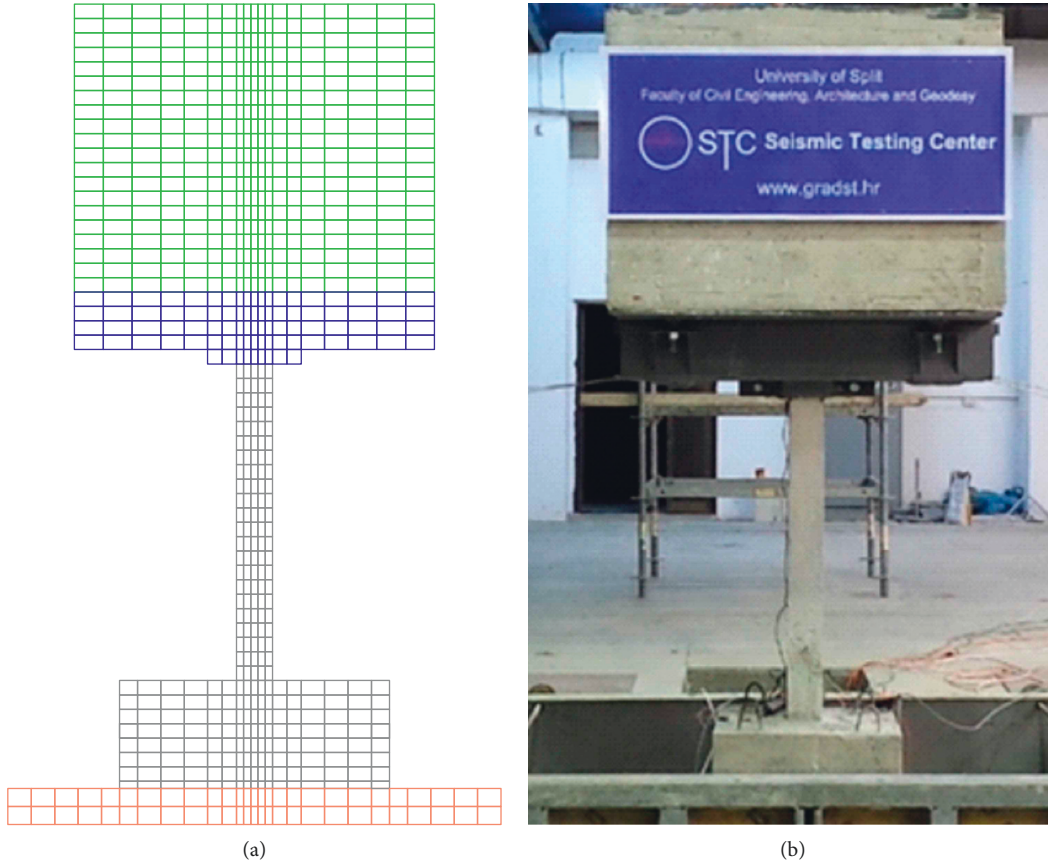 University of Split
Faculty of Civil Engineering, Architecture and Geodesy
STC Seismic Testing Center
www.gradst.hr
(a)
(b)